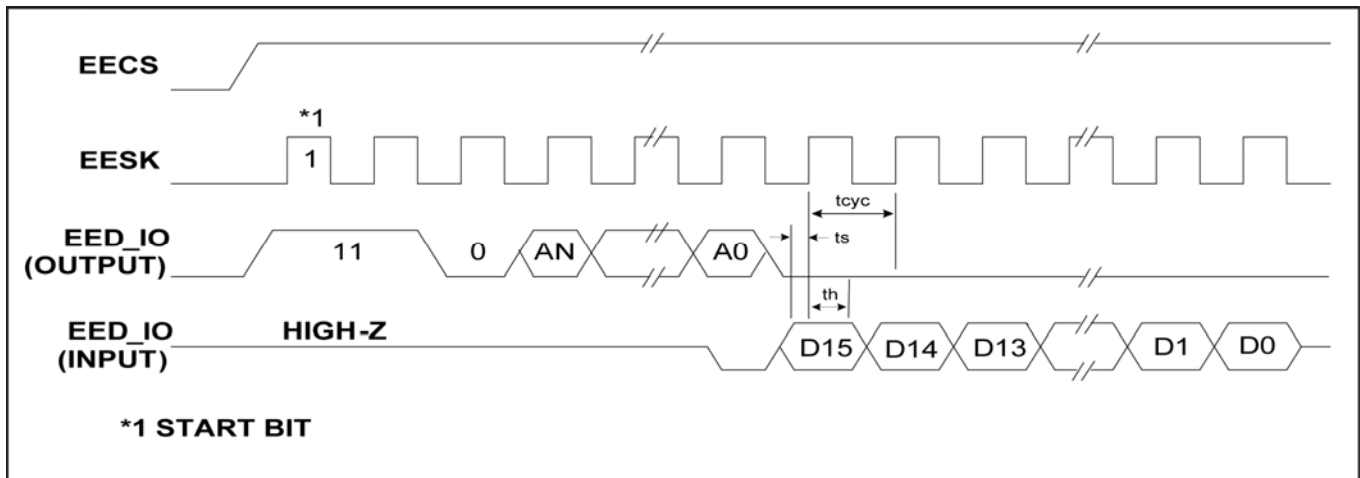 EECS
*1
EESK
1
tcyc
EED_IO
(OUTPUT)
11
0
AN
A0
ts
th
EED_IO
(INPUT)
HIGH-Z
D15
D14
D13
D1
D0
*1 START BIT